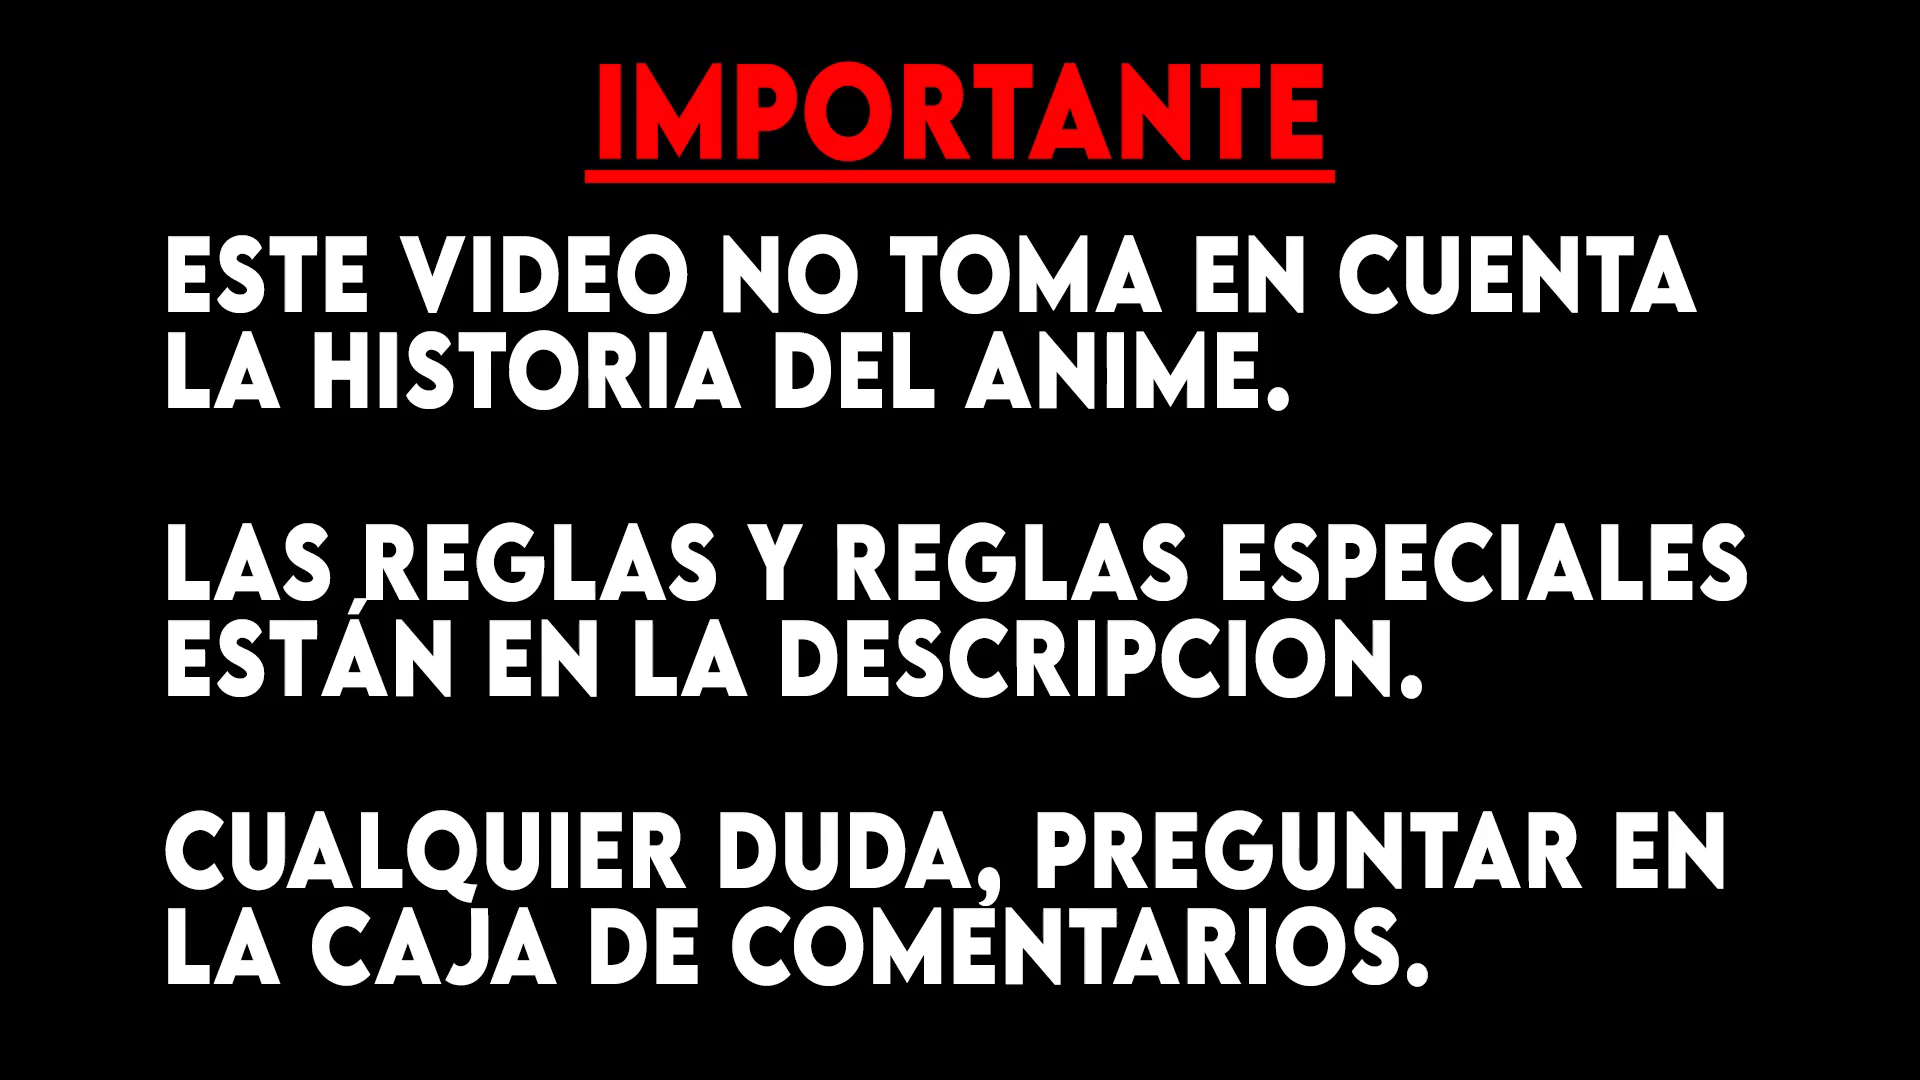 IMPORTANTE
ESTE VIDEO NO TOMA EN CUENTA
LA HISTORIA DEL ANIME.
LAS REGLAS Y REGLAS ESPECIALES
ESTÁN EN LA DESCRIPCION.
CUALQUIER DUDA, PREGUNTAR EN
LA CAJA DE COMENTARIOS.